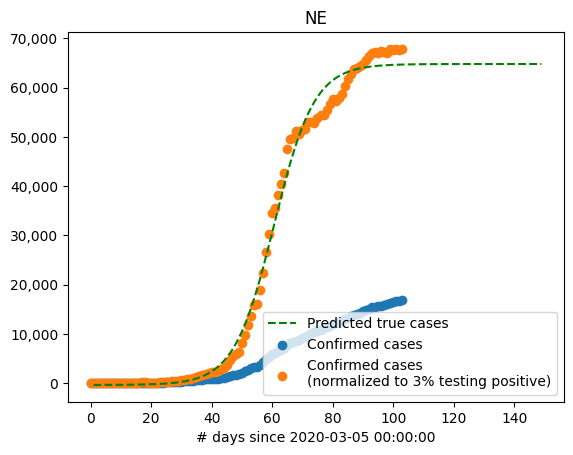 NE
70,000
60,000
50,000
40,000
30,000
20,000
10,000
0
Predicted true cases
Confirmed cases
Confirmed cases
(normalized to 3% testing positive)
0 20 40 60 80 100 120 140
# days since 2020-03-05 00:00:00